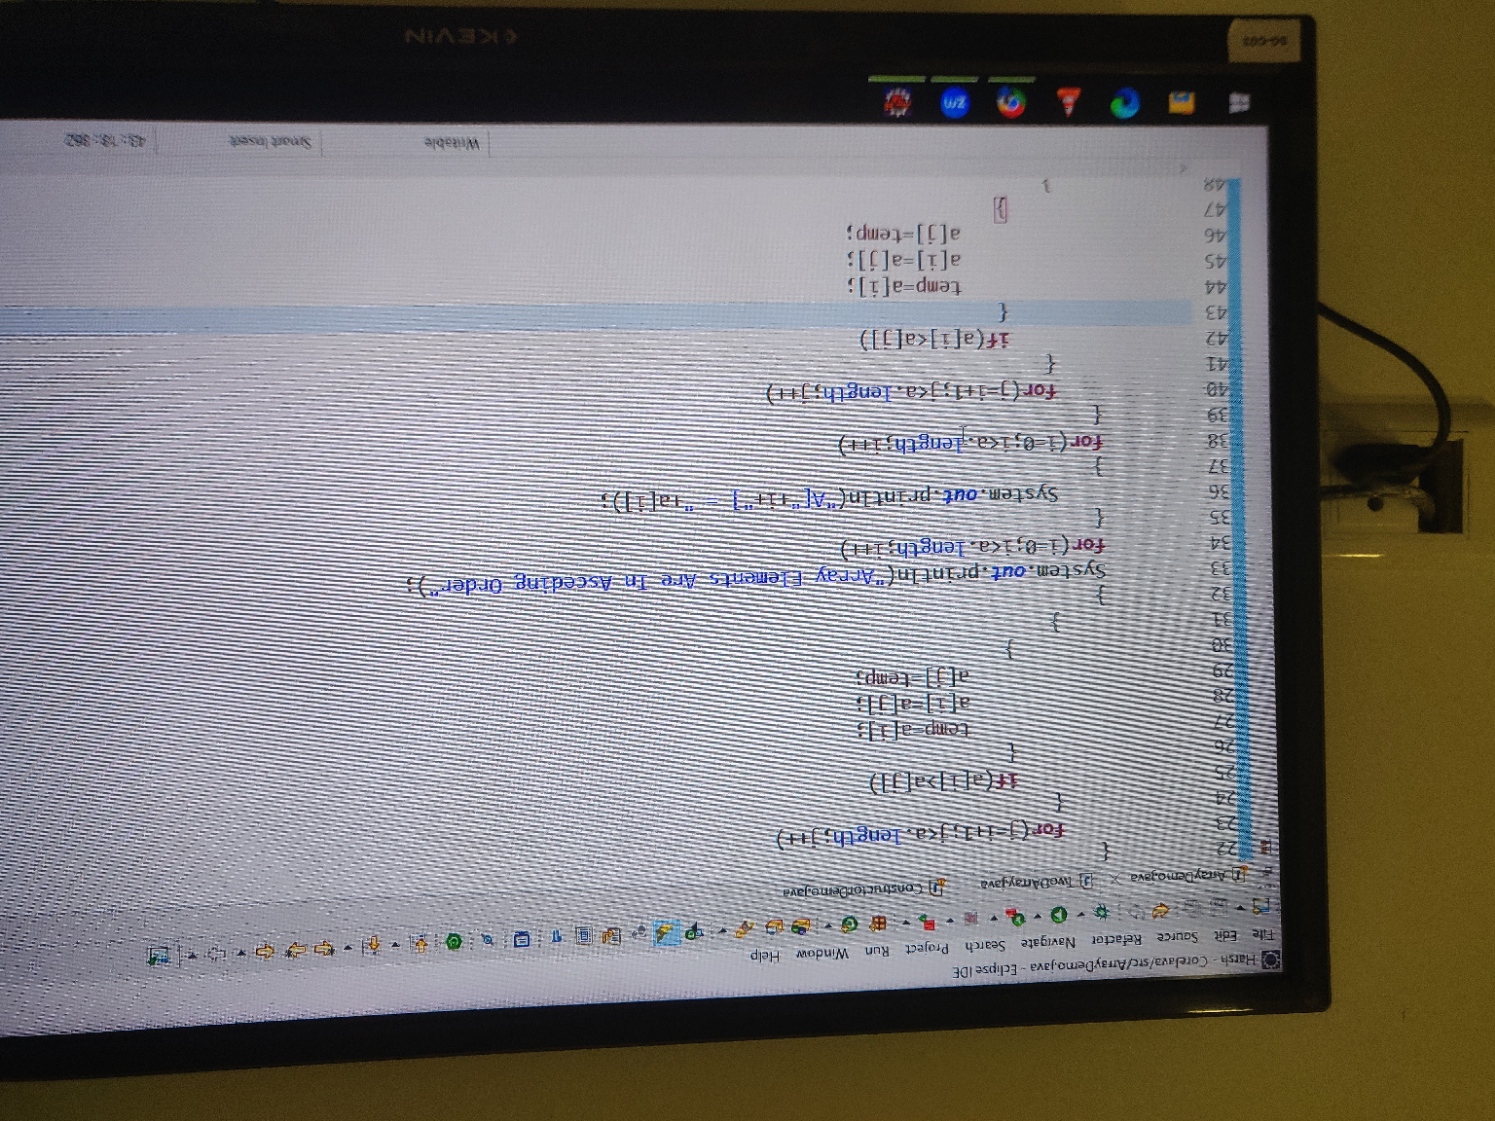 Harsh - CoreJava/src/ArrayDemo.java - Eclipse IDE
File Edit Source Refactor Navigate Search Project Run Window Help
ArrayDemo.java TwoDArray.java ConstructorDemo.java
22 {
23 for(j=i+1;j<a.length;j++)
24 {
25 if(a[i]>a[j])
26 {
27 temp=a[i];
28 a[i]=a[j];
29 a[j]=temp;
30 }
31 }
32 }
33 System.out.println("Array Elements Are In Asceding Order");
34 for(i=0;i<a.length;i++)
35 {
36 System.out.println("A["+i+"] = "+a[i]);
37 }
38 for(i=0;i<a.length;i++)
39 {
40 for(j=i+1;j<a.length;j++)
41 {
42 if(a[i]<a[j])
43 {
44 temp=a[i];
45 a[i]=a[j];
46 a[j]=temp;
47 }
48 }
Writable Smart Insert 43 : 18 : 862
zm
KEVIN